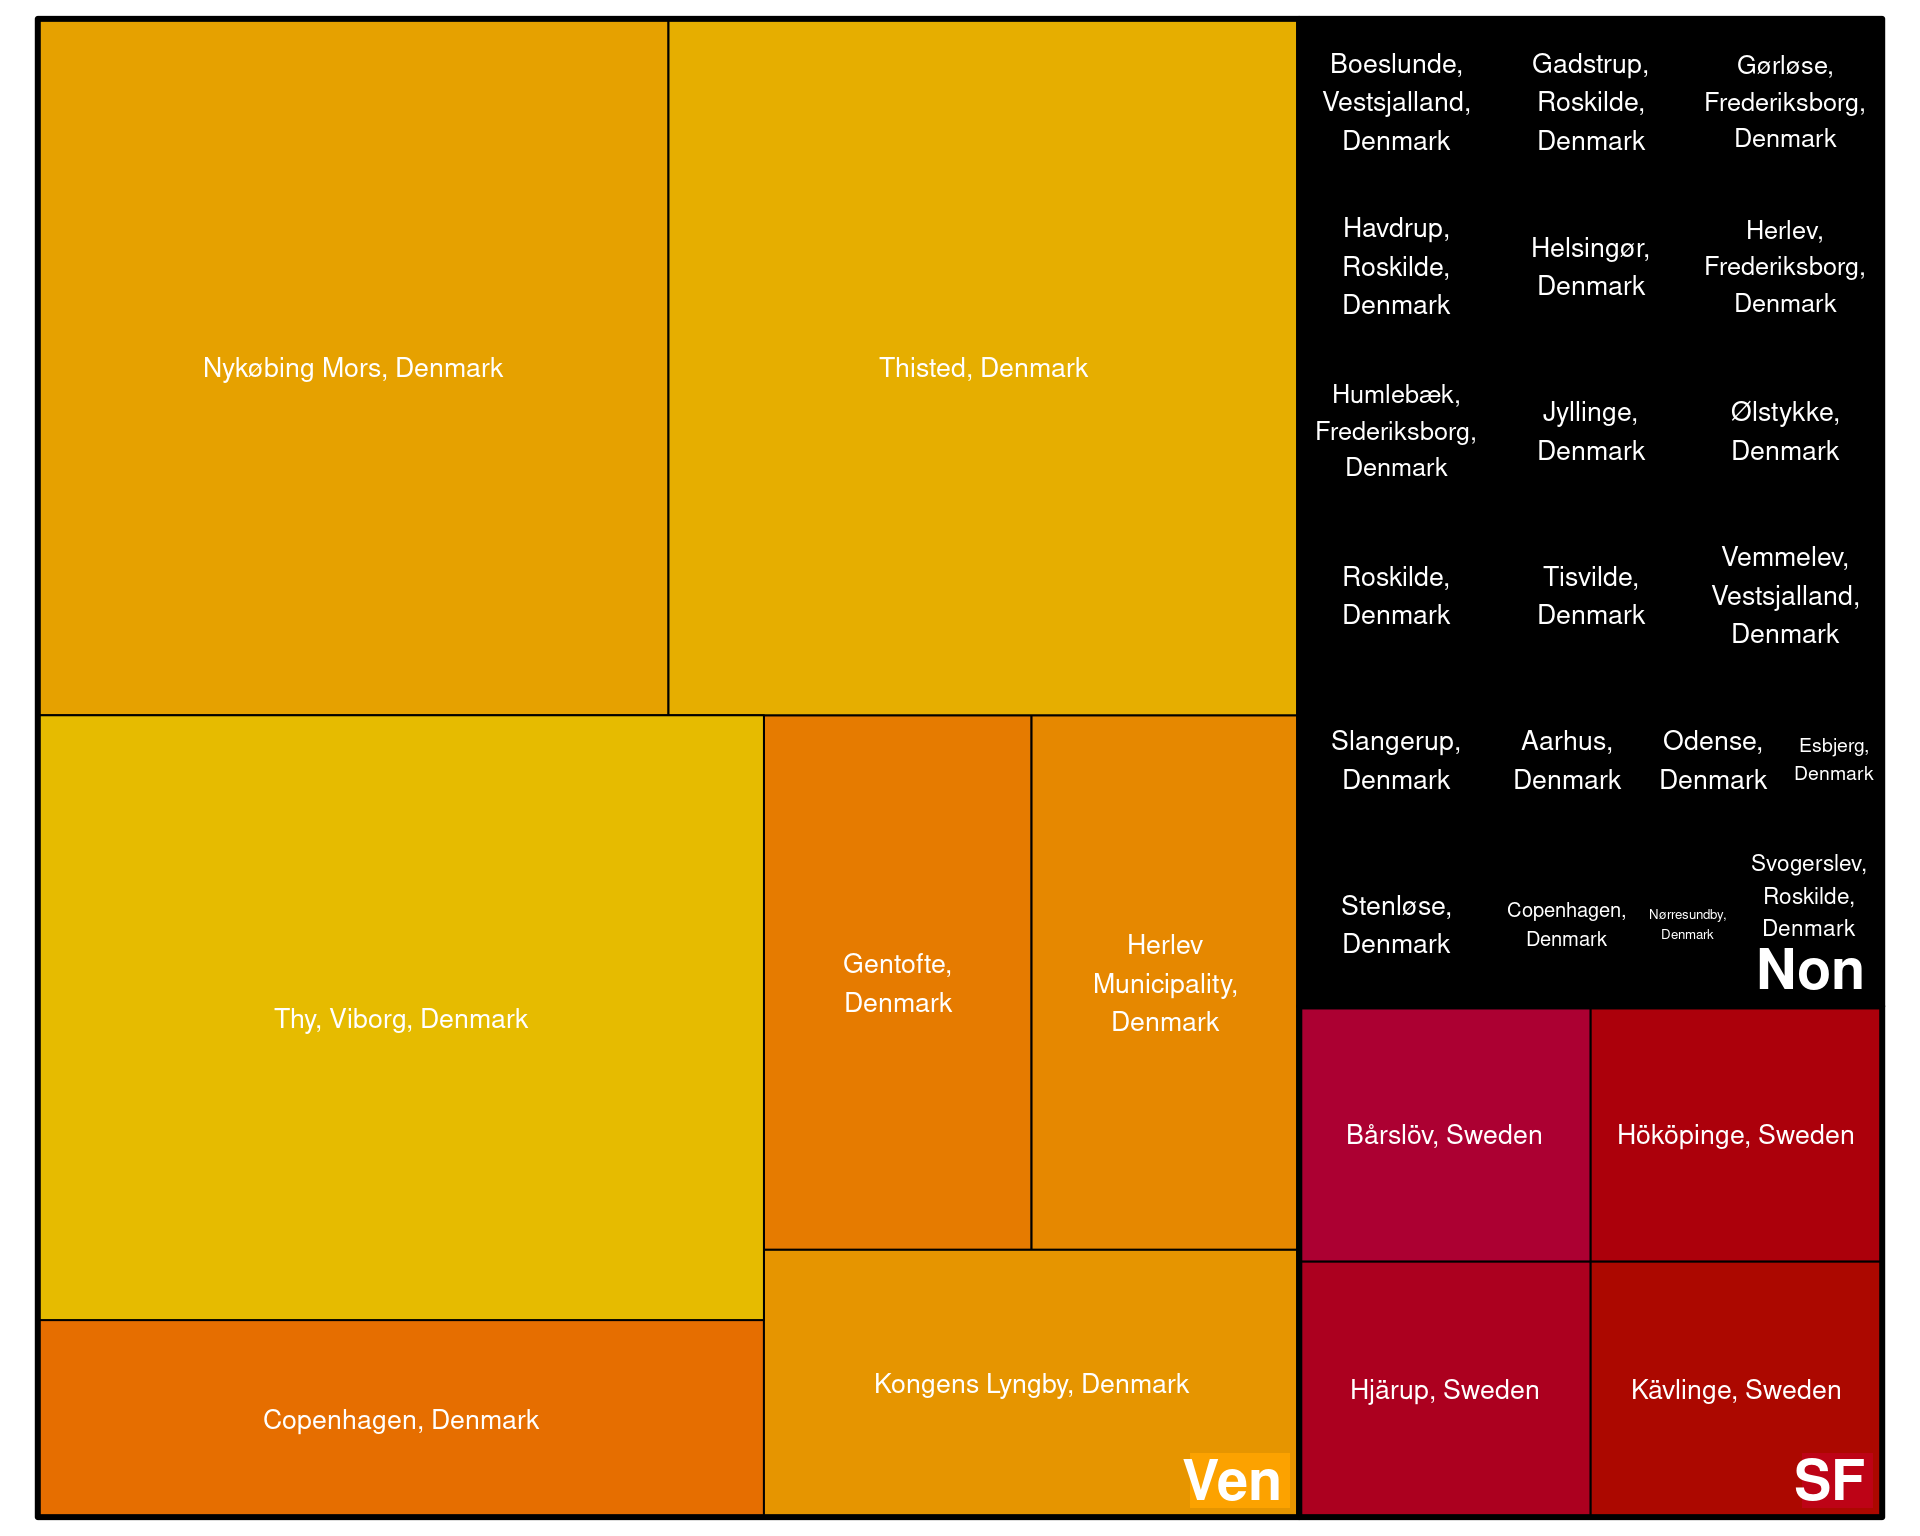 Nykøbing Mors, Denmark
Thisted, Denmark
Thy, Viborg, Denmark
Gentofte,
Denmark
Herlev
Municipality,
Denmark
Copenhagen, Denmark
Kongens Lyngby, Denmark
Ven
Boeslunde,
Vestsjalland,
Denmark
Gadstrup,
Roskilde,
Denmark
Gørløse,
Frederiksborg,
Denmark
Havdrup,
Roskilde,
Denmark
Helsingør,
Denmark
Herlev,
Frederiksborg,
Denmark
Humlebæk,
Frederiksborg,
Denmark
Jyllinge,
Denmark
Ølstykke,
Denmark
Roskilde,
Denmark
Tisvilde,
Denmark
Vemmelev,
Vestsjalland,
Denmark
Slangerup,
Denmark
Aarhus,
Denmark
Odense,
Denmark
Esbjerg,
Denmark
Stenløse,
Denmark
Copenhagen,
Denmark
Nørresundby,
Denmark
Svogerslev,
Roskilde,
Denmark
Non
Bårslöv, Sweden
Hököpinge, Sweden
Hjärup, Sweden
Kävlinge, Sweden
SF